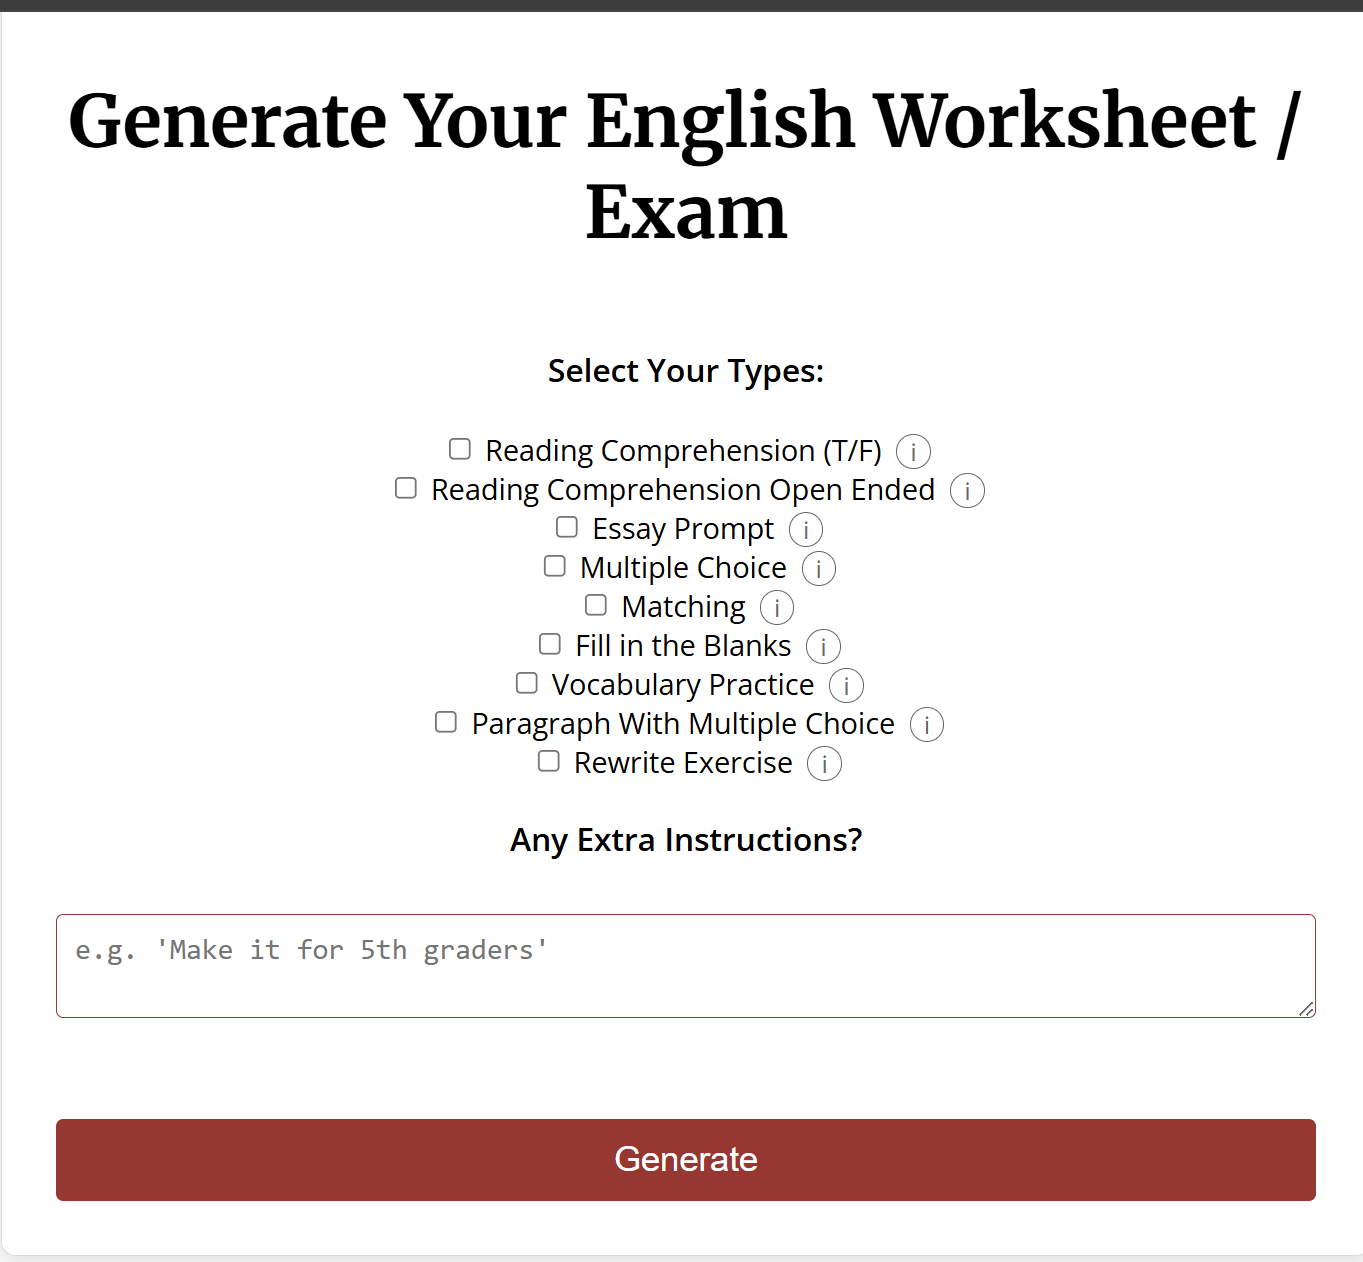 Generate Your English Worksheet /
Exam
Select Your Types:
Reading Comprehension (T/F) i
Reading Comprehension Open Ended i
Essay Prompt i
Multiple Choice i
Matching i
Fill in the Blanks i
Vocabulary Practice i
Paragraph With Multiple Choice i
Rewrite Exercise i
Any Extra Instructions?
e.g. 'Make it for 5th graders'
Generate